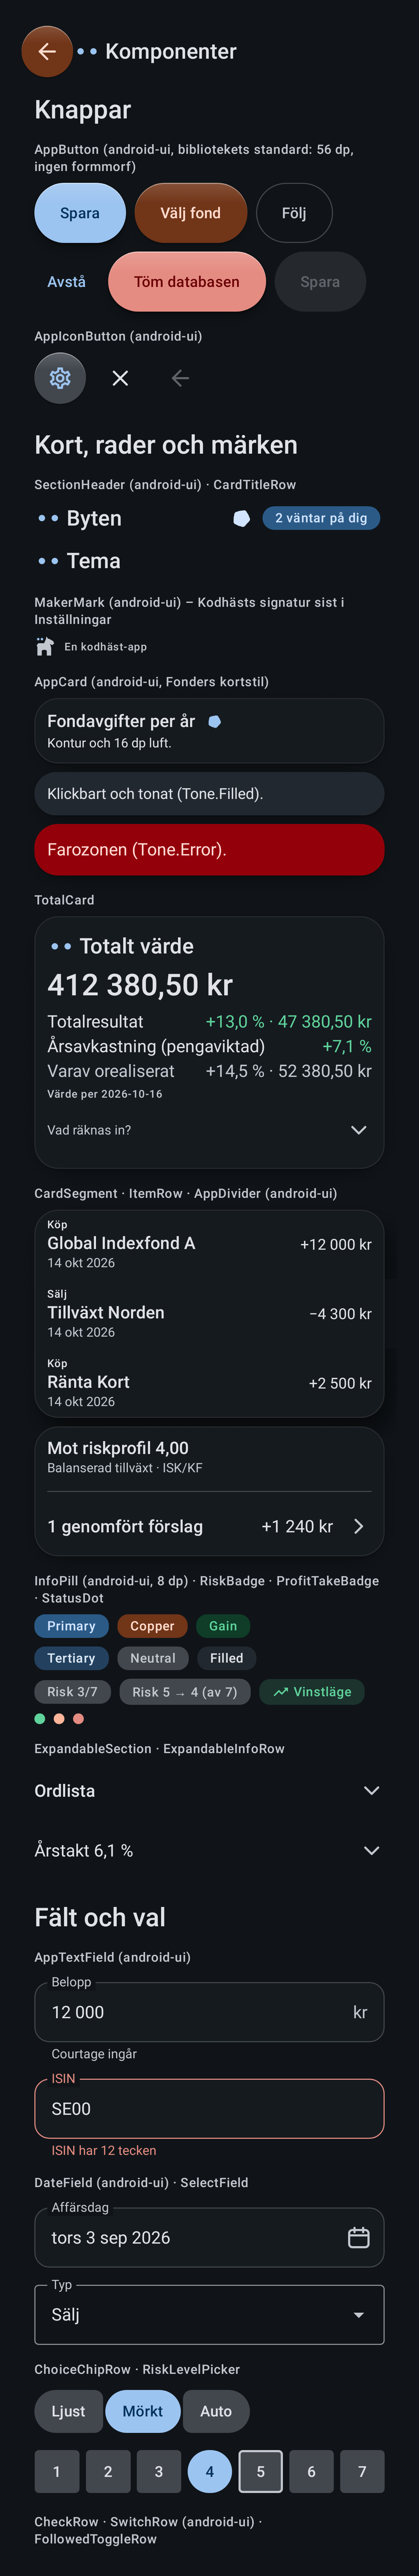 Komponenter
Knappar
AppButton (android-ui, bibliotekets standard: 56 dp,
ingen formmorf)
Spara
Välj fond
Följ
Avstå
Töm databasen
Spara
AppIconButton (android-ui)
Kort, rader och märken
SectionHeader (android-ui) · CardTitleRow
Byten
2 väntar på dig
Tema
MakerMark (android-ui) – Kodhästs signatur sist i
Inställningar
En kodhäst-app
AppCard (android-ui, Fonders kortstil)
Fondavgifter per år
Kontur och 16 dp luft.
Klickbart och tonat (Tone.Filled).
Farozonen (Tone.Error).
TotalCard
Totalt värde
412 380,50 kr
Totalresultat +13,0 % · 47 380,50 kr
Årsavkastning (pengaviktad) +7,1 %
Varav orealiserat +14,5 % · 52 380,50 kr
Värde per 2026-10-16
Vad räknas in?
CardSegment · ItemRow · AppDivider (android-ui)
Köp
Global Indexfond A +12 000 kr
14 okt 2026
Sälj
Tillväxt Norden −4 300 kr
14 okt 2026
Köp
Ränta Kort +2 500 kr
14 okt 2026
Mot riskprofil 4,00
Balanserad tillväxt · ISK/KF
1 genomfört förslag +1 240 kr
InfoPill (android-ui, 8 dp) · RiskBadge · ProfitTakeBadge
· StatusDot
Primary
Copper
Gain
Tertiary
Neutral
Filled
Risk 3/7
Risk 5 → 4 (av 7)
Vinstläge
ExpandableSection · ExpandableInfoRow
Ordlista
Årstakt 6,1 %
Fält och val
AppTextField (android-ui)
Belopp
12 000 kr
Courtage ingår
ISIN
SE00
ISIN har 12 tecken
DateField (android-ui) · SelectField
Affärsdag
tors 3 sep 2026
Typ
Sälj
ChoiceChipRow · RiskLevelPicker
Ljust
Mörkt
Auto
1 2 3 4 5 6 7
CheckRow · SwitchRow (android-ui) ·
FollowedToggleRow